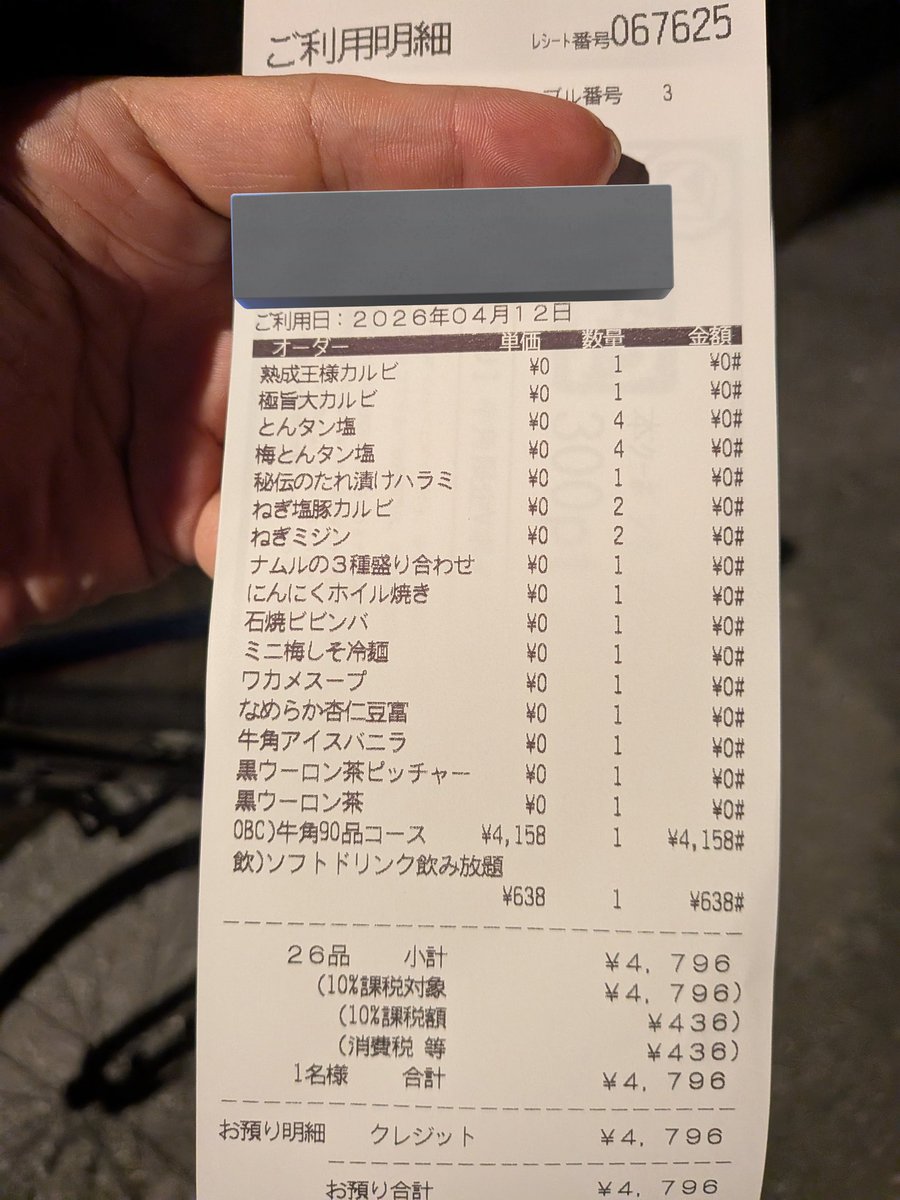 ご利用明細 レシート番号067625
ブル番号 3
ご利用日：2026年04月12日
オーダー 単価 数量 金額
熟成王様カルビ ¥0 1 ¥0#
極旨大カルビ ¥0 1 ¥0#
とんタン塩 ¥0 4 ¥0#
梅とんタン塩 ¥0 4 ¥0#
秘伝のたれ漬けハラミ ¥0 1 ¥0#
ねぎ塩豚カルビ ¥0 2 ¥0#
ねぎミジン ¥0 2 ¥0#
ナムルの3種盛り合わせ ¥0 1 ¥0#
にんにくホイル焼き ¥0 1 ¥0#
石焼ビビンバ ¥0 1 ¥0#
ミニ梅しそ冷麺 ¥0 1 ¥0#
ワカメスープ ¥0 1 ¥0#
なめらか杏仁豆富 ¥0 1 ¥0#
牛角アイスバニラ ¥0 1 ¥0#
黒ウーロン茶ピッチャー ¥0 1 ¥0#
黒ウーロン茶 ¥0 1 ¥0#
OBC)牛角90品コース ¥4,158 1 ¥4,158#
飲)ソフトドリンク飲み放題
¥638 1 ¥638#
26品 小計 ¥4,796
(10%課税対象 ¥4,796)
(10%課税額 ¥436)
(消費税 等 ¥436)
1名様 合計 ¥4,796
お預り明細 クレジット ¥4,796
お預り合計 ¥4,796